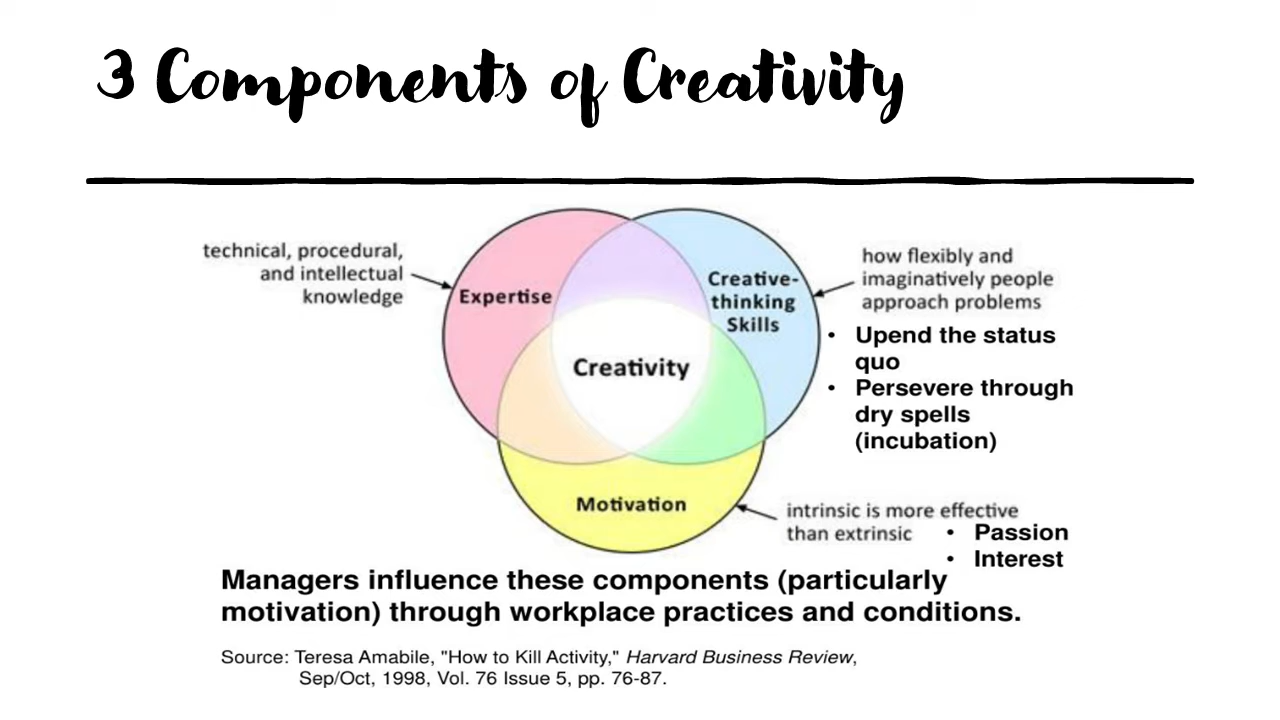 3 Components of Creativity
technical, procedural,
and intellectual
knowledge
Expertise
Creative-
thinking
Skills
how flexibly and
imaginatively people
approach problems
• Upend the status
quo
• Persevere through
dry spells
(incubation)
Creativity
Motivation
intrinsic is more effective
than extrinsic
• Passion
• Interest
Managers influence these components (particularly
motivation) through workplace practices and conditions.
Source: Teresa Amabile, "How to Kill Activity," Harvard Business Review,
Sep/Oct, 1998, Vol. 76 Issue 5, pp. 76-87.